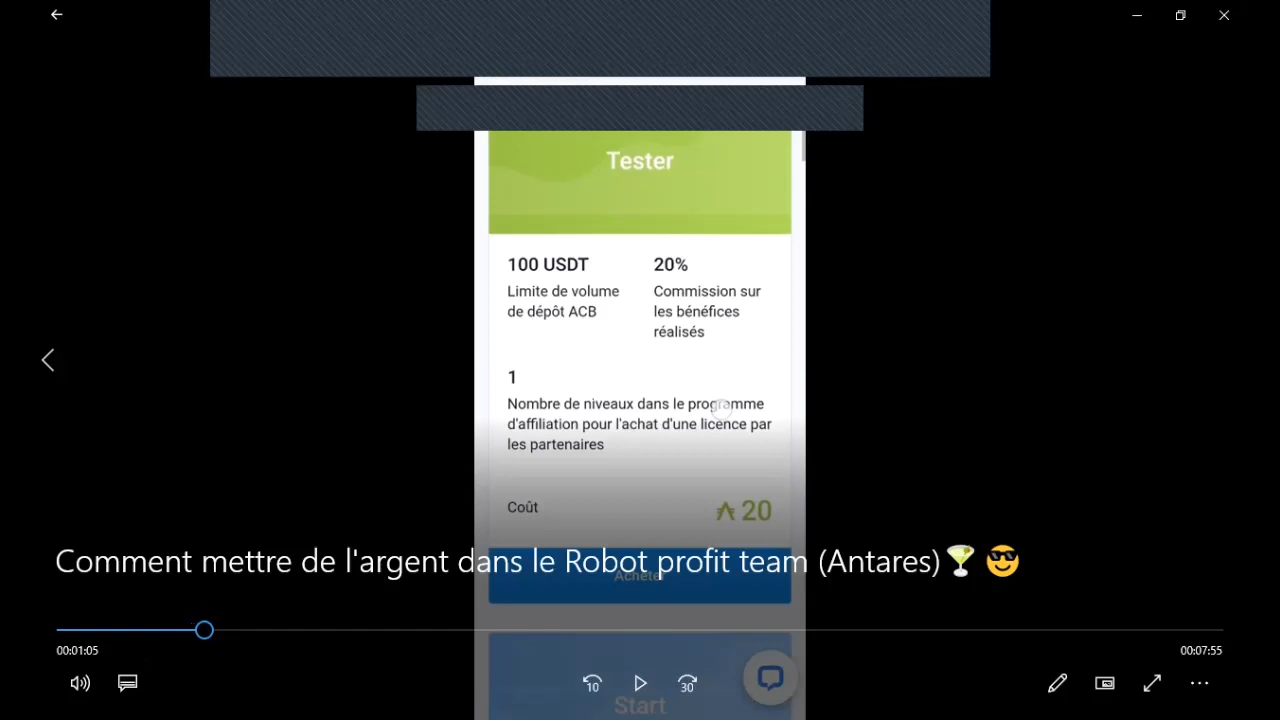 Tester
100 USDT
20%
Limite de volume
de dépôt ACB
Commission sur
les bénéfices
réalisés
1
Nombre de niveaux dans le programme
d'affiliation pour l'achat d'une licence par
les partenaires
Coût
20
Comment mettre de l'argent dans le Robot profit team (Antares)🍸😎
Acheter
00:01:05
00:07:55
10
30
Start